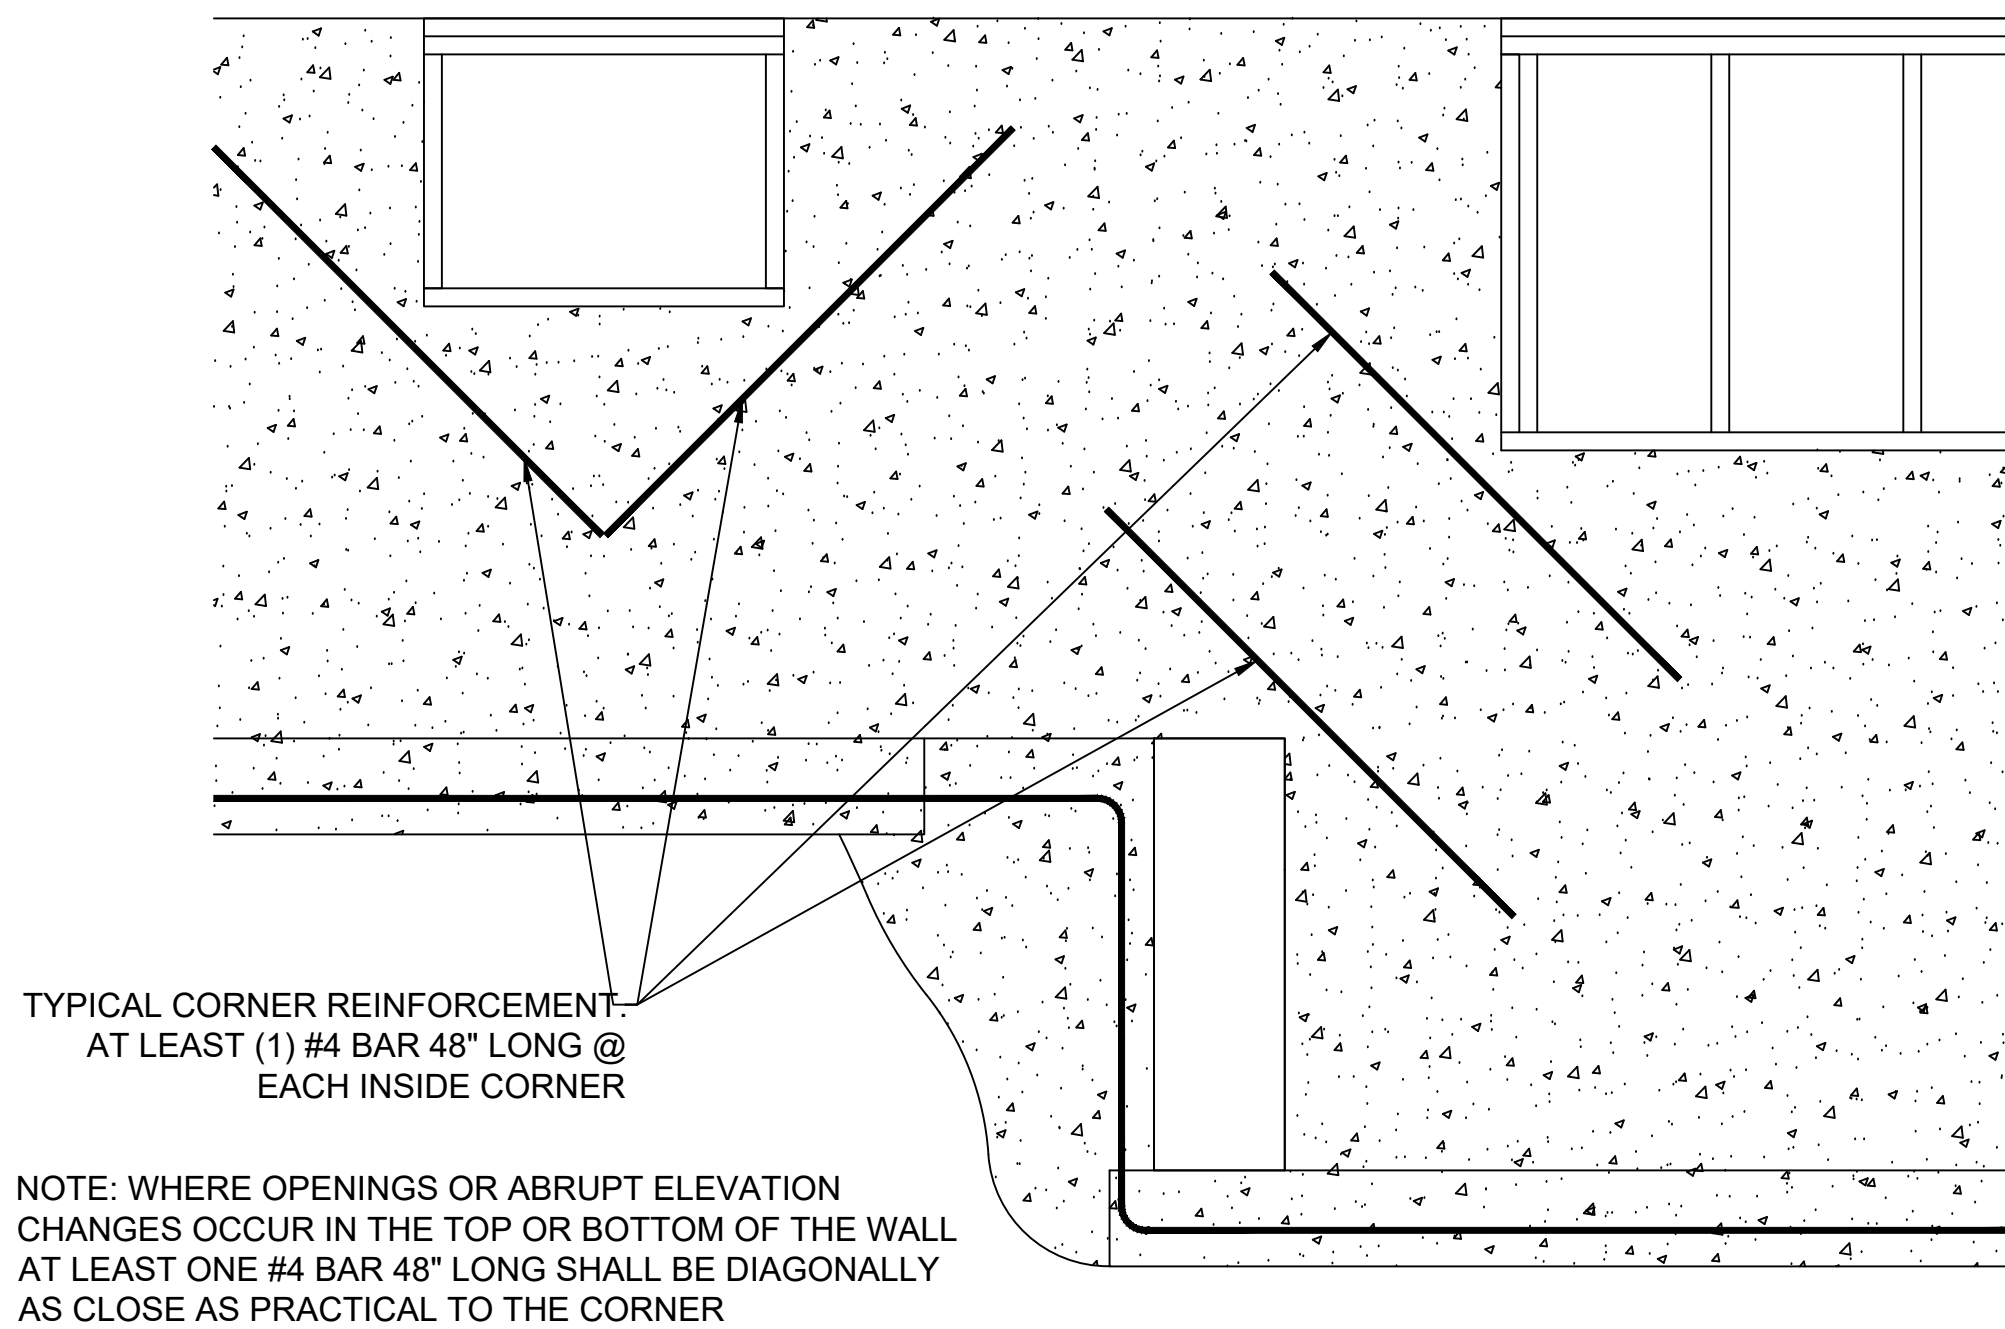 TYPICAL CORNER REINFORCEMENT.
AT LEAST (1) #4 BAR 48" LONG @
EACH INSIDE CORNER
NOTE: WHERE OPENINGS OR ABRUPT ELEVATION
CHANGES OCCUR IN THE TOP OR BOTTOM OF THE WALL
AT LEAST ONE #4 BAR 48" LONG SHALL BE DIAGONALLY
AS CLOSE AS PRACTICAL TO THE CORNER